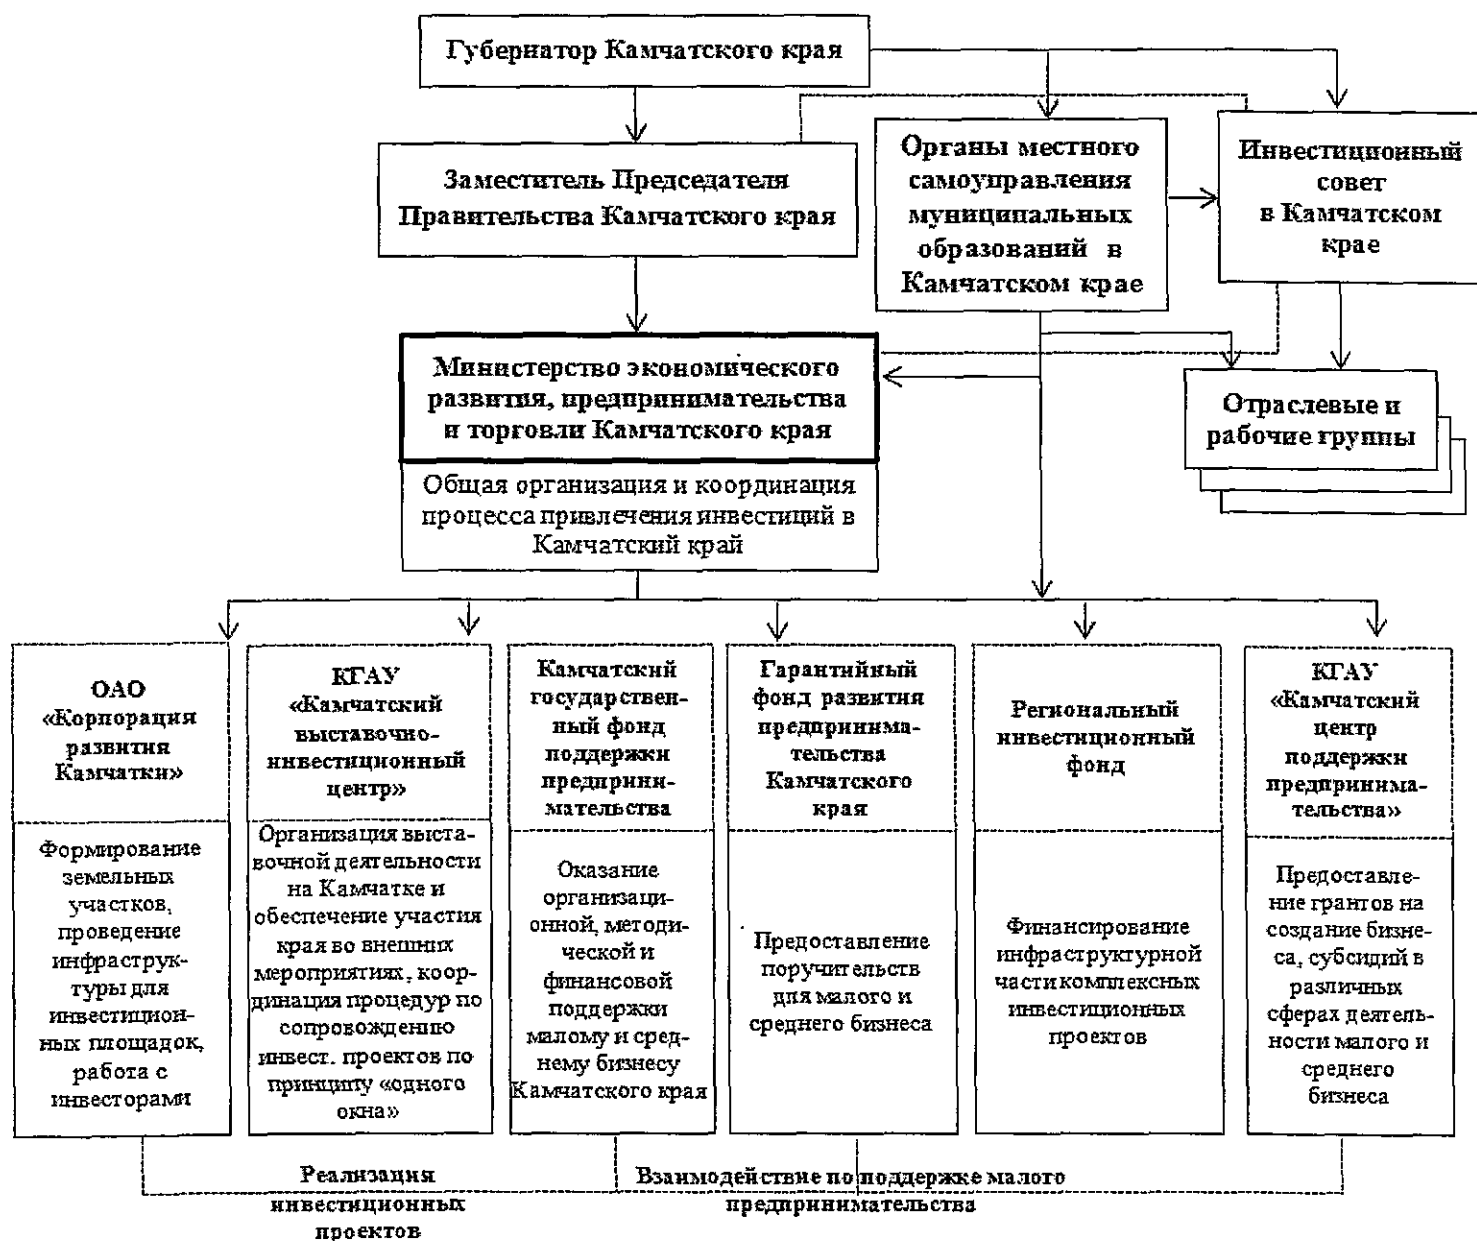 Губернатор Камчатского края
Заместитель Председателя
Правительства Камчатского края
Органы местного
самоуправления
муниципальных
образований в
Камчатском крае
Инвестиционный
совет
в Камчатском
крае
Министерство экономического
развития, предпринимательства
и торговли Камчатского края
Общая организация и координация
процесса привлечения инвестиций в
Камчатский край
Отраслевые и
рабочие группы
ОАО
«Корпорация
развития
Камчатки»
Формирование
земельных
участков,
проведение
инфраструк-
туры для
инвестицион-
ных площадок,
работа с
инвесторами
КГАУ
«Камчатский
выставочно-
инвестиционный
центр»
Организация выста-
вочной деятельности
на Камчатке и
обеспечение участия
края во внешних
мероприятиях, коор-
динация процедур по
сопровождению
инвест. проектов по
принципу «одного
окна»
Камчатский
государствен-
ный фонд
поддержки
предприни-
мательства
Оказание
организаци-
онной, методи-
ческой и
финансовой
поддержки
малому и сред-
нему бизнесу
Камчатского края
Гарантийный
фонд развития
предпринима-
тельства
Камчатского
края
Предоставление
поручительств
для малого и
среднего бизнеса
Региональный
инвестиционный
фонд
Финансирование
инфраструктурной
части комплексных
инвестиционных
проектов
КГАУ
«Камчатский
центр
поддержки
предпринима-
тельства»
Предоставле-
ние грантов на
создание бизне-
са, субсидий в
различных
сферах деятель-
ности малого и
среднего
бизнеса
Реализация
инвестиционных
проектов
Взаимодействие по поддержке малого
предпринимательства